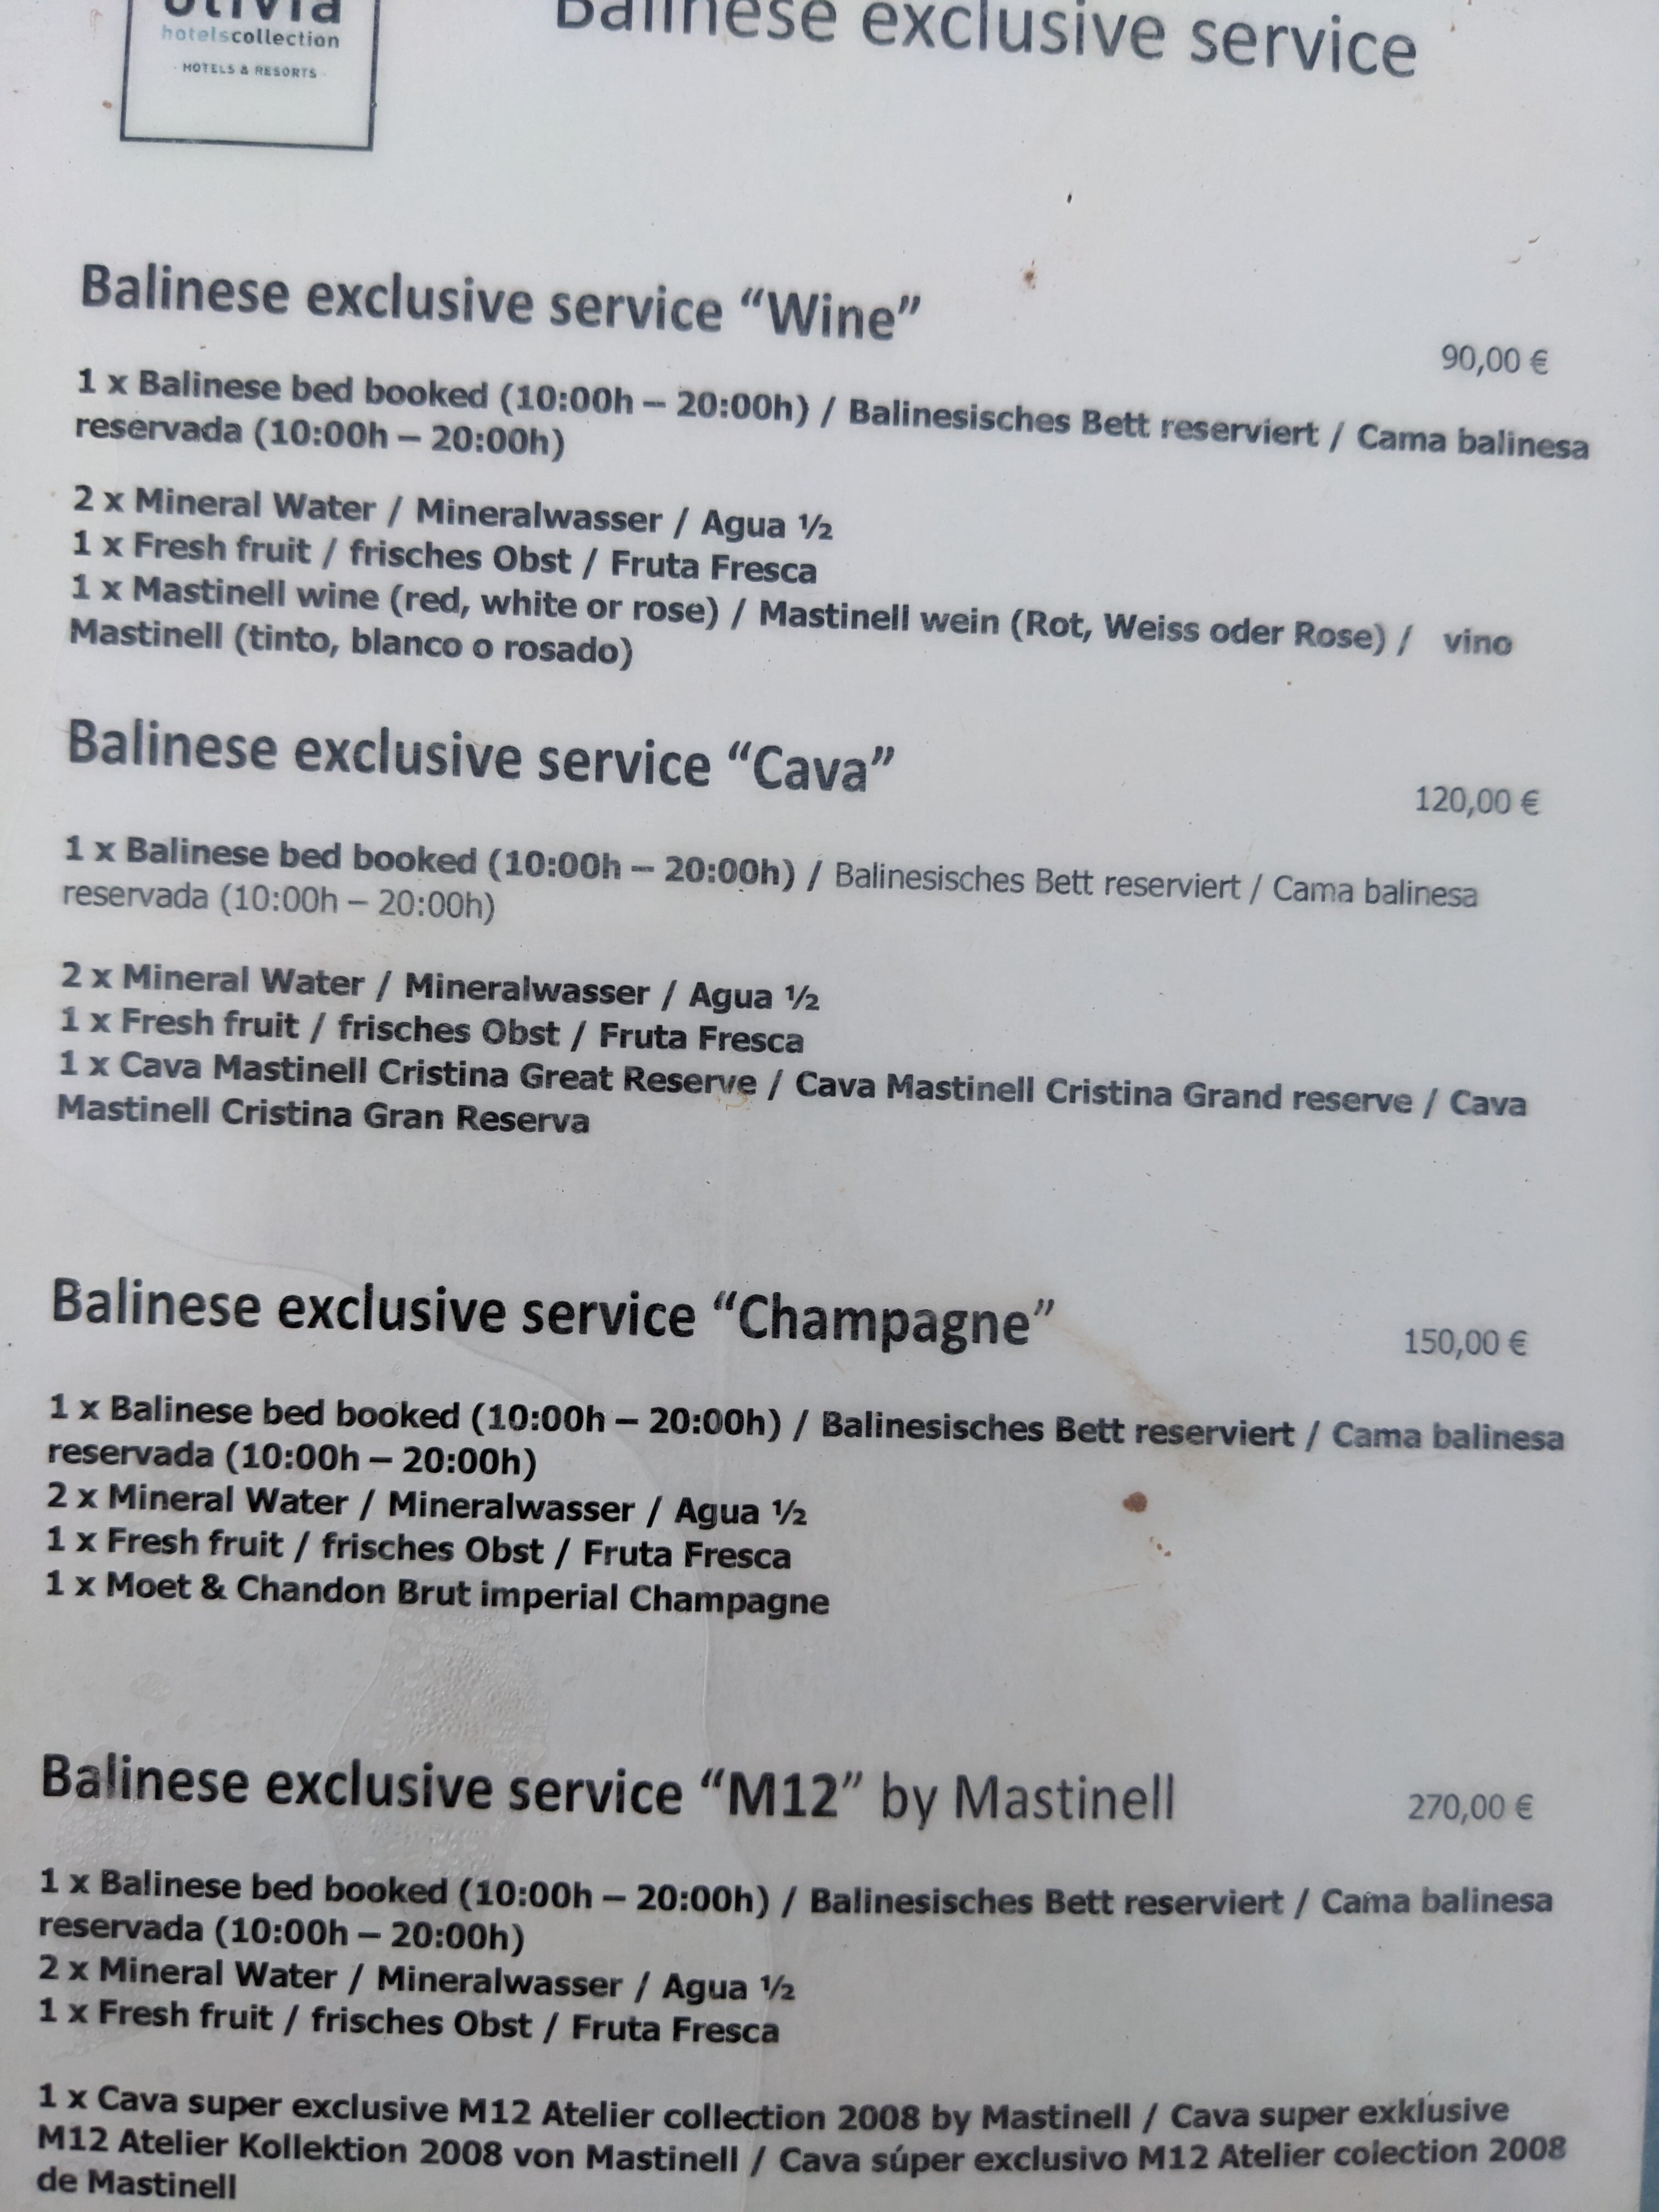 olivia
hotelscollection
HOTELS & RESORTS
Balinese exclusive service
Balinese exclusive service “Wine”
90,00 €
1 x Balinese bed booked (10:00h – 20:00h) / Balinesisches Bett reserviert / Cama balinesa
reservada (10:00h – 20:00h)
2 x Mineral Water / Mineralwasser / Agua ½
1 x Fresh fruit / frisches Obst / Fruta Fresca
1 x Mastinell wine (red, white or rose) / Mastinell wein (Rot, Weiss oder Rose) / vino
Mastinell (tinto, blanco o rosado)
Balinese exclusive service “Cava”
120,00 €
1 x Balinese bed booked (10:00h – 20:00h) / Balinesisches Bett reserviert / Cama balinesa
reservada (10:00h – 20:00h)
2 x Mineral Water / Mineralwasser / Agua ½
1 x Fresh fruit / frisches Obst / Fruta Fresca
1 x Cava Mastinell Cristina Great Reserve / Cava Mastinell Cristina Grand reserve / Cava
Mastinell Cristina Gran Reserva
Balinese exclusive service “Champagne”
150,00 €
1 x Balinese bed booked (10:00h – 20:00h) / Balinesisches Bett reserviert / Cama balinesa
reservada (10:00h – 20:00h)
2 x Mineral Water / Mineralwasser / Agua ½
1 x Fresh fruit / frisches Obst / Fruta Fresca
1 x Moet & Chandon Brut imperial Champagne
Balinese exclusive service “M12” by Mastinell
270,00 €
1 x Balinese bed booked (10:00h – 20:00h) / Balinesisches Bett reserviert / Cama balinesa
reservada (10:00h – 20:00h)
2 x Mineral Water / Mineralwasser / Agua ½
1 x Fresh fruit / frisches Obst / Fruta Fresca
1 x Cava super exclusive M12 Atelier collection 2008 by Mastinell / Cava super exklusive
M12 Atelier Kollektion 2008 von Mastinell / Cava súper exclusivo M12 Atelier colection 2008
de Mastinell